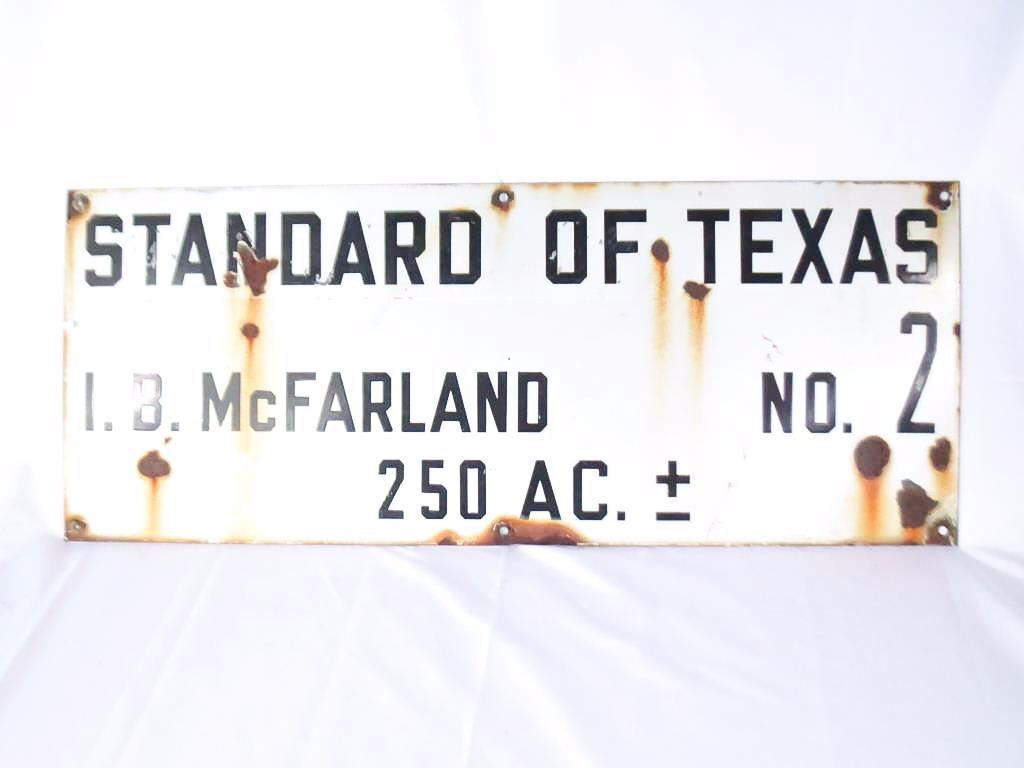 STANDARD OF TEXAS
I. B. McFARLAND NO. 2
250 AC. ±